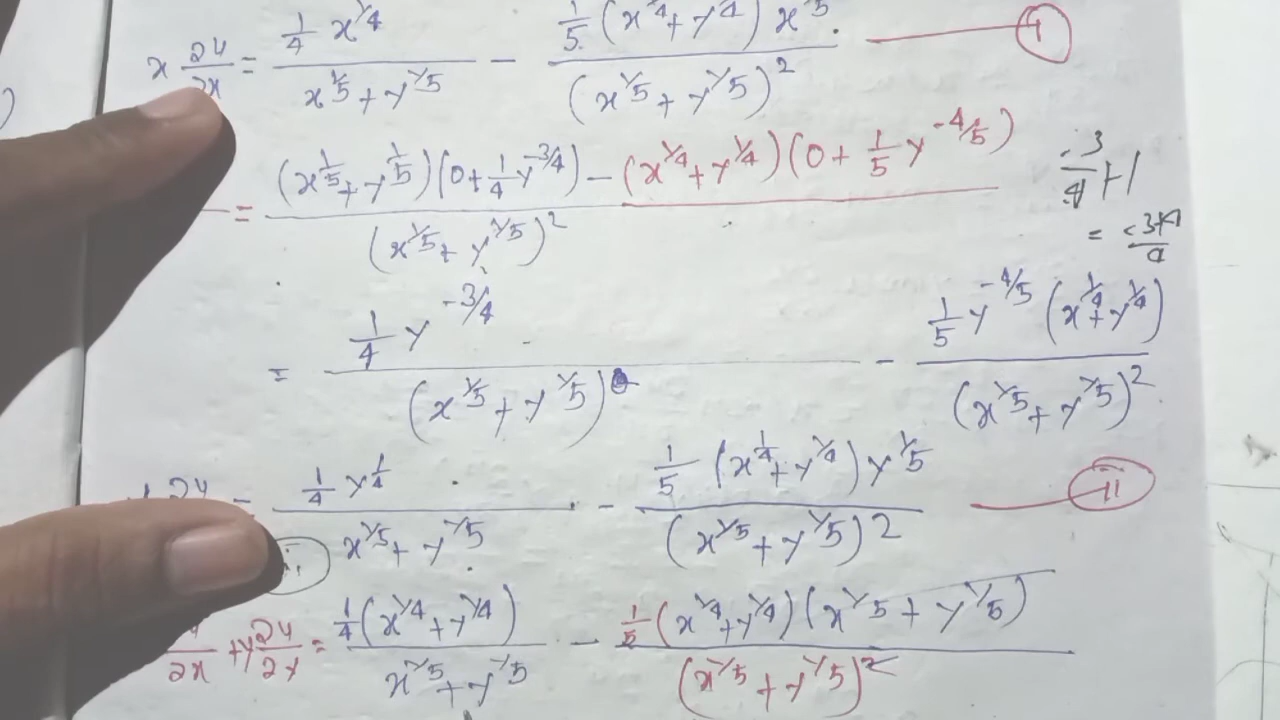 x ∂u/∂x = (1/4 x^1/4)/(x^1/5 + y^1/5) - (1/5 (x^1/4 + y^1/4) x^1/5)/(x^1/5 + y^1/5)^2 . — I
= ((x^1/5 + y^1/5)(0 + 1/4 y^-3/4) - (x^1/4 + y^1/4)(0 + 1/5 y^-4/5))/(x^1/5 + y^1/5)^2
-3/4 + 1
= (-3+4)/4
= (1/4 y^-3/4)/(x^1/5 + y^1/5) - (1/5 y^-4/5 (x^1/4 + y^1/4))/(x^1/5 + y^1/5)^2
∂u = (1/4 y^1/4)/(x^1/5 + y^1/5) - (1/5 (x^1/4 + y^1/4) y^1/5)/(x^1/5 + y^1/5)^2 — II
/∂x + y ∂u/∂y = (1/4 (x^1/4 + y^1/4))/(x^1/5 + y^1/5) - (1/5 (x^1/4 + y^1/4)(x^1/5 + y^1/5))/(x^1/5 + y^1/5)^2